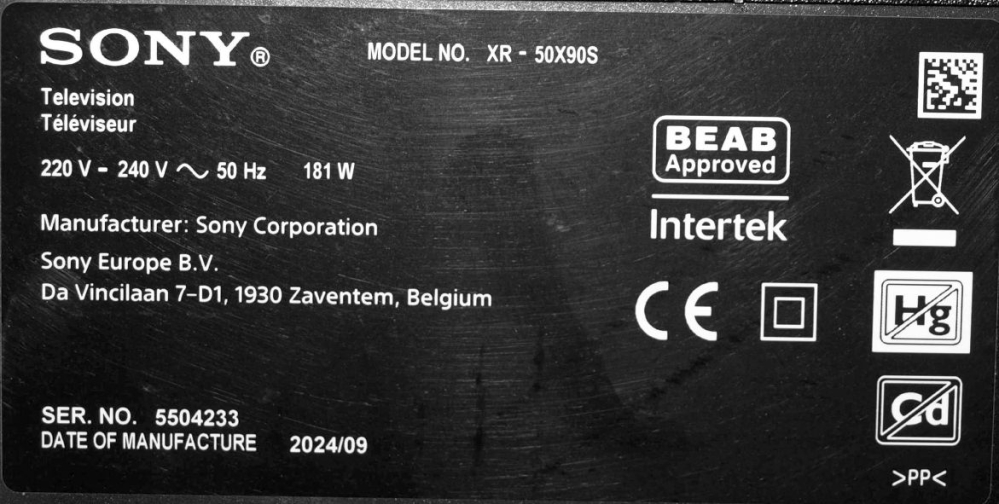 SONY®
MODEL NO. XR - 50X90S
Television
Téléviseur
220 V - 240 V ~ 50 Hz 181 W
BEAB
Approved
Intertek
Manufacturer: Sony Corporation
Sony Europe B.V.
Da Vincilaan 7-D1, 1930 Zaventem, Belgium
CE
Hg
Cd
SER. NO. 5504233
DATE OF MANUFACTURE 2024/09
>PP<